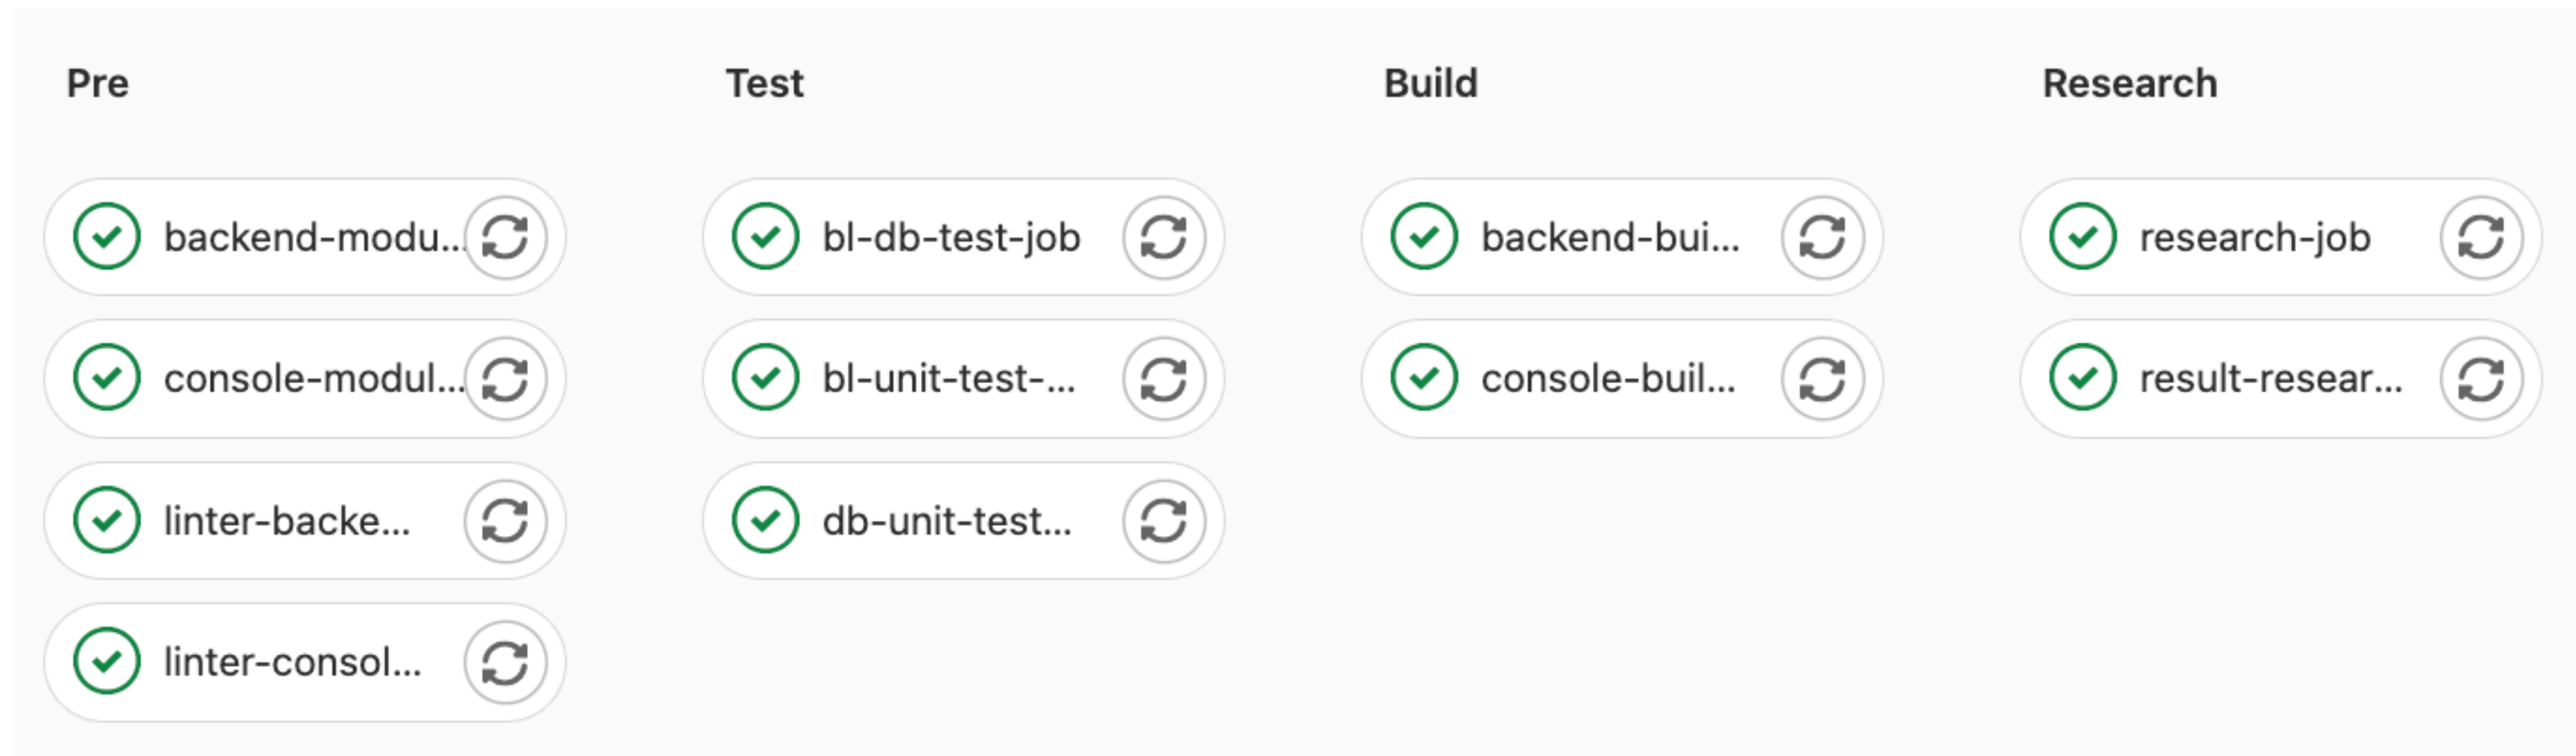 Pre
backend-modu...
console-modul...
linter-backe...
linter-consol...
Test
bl-db-test-job
bl-unit-test-...
db-unit-test...
Build
backend-bui...
console-buil...
Research
research-job
result-resear...